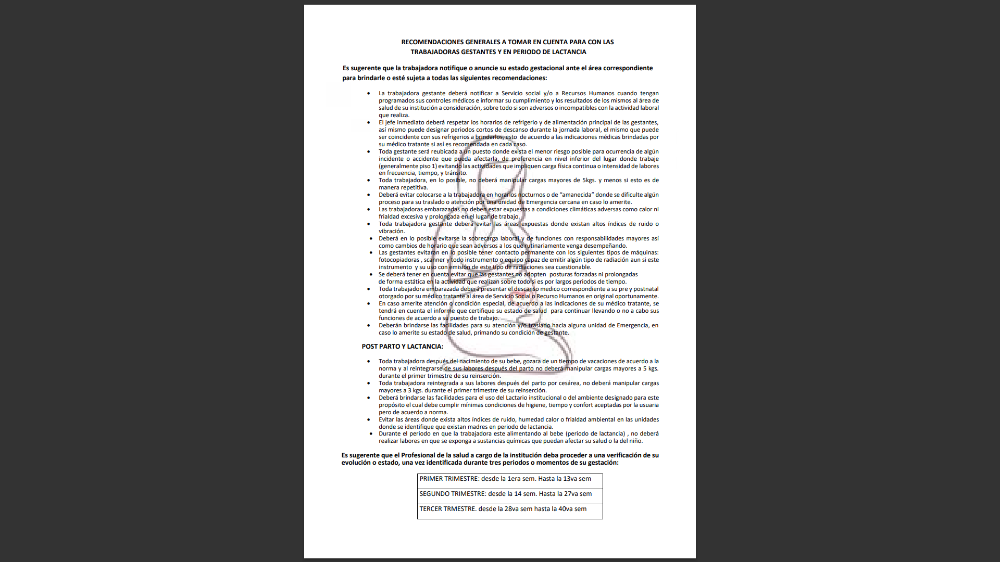 RECOMENDACIONES GENERALES A TOMAR EN CUENTA PARA CON LAS
TRABAJADORAS GESTANTES Y EN PERIODO DE LACTANCIA
Es sugerente que la trabajadora notifique o anuncie su estado gestacional ante el área correspondiente
para brindarle o esté sujeta a todas las siguientes recomendaciones:
• La trabajadora gestante deberá notificar a Servicio social y/o a Recursos Humanos cuando tengan
programados sus controles médicos e informar su cumplimiento y los resultados de los mismos al área de
salud de su institución a consideración, sobre todo si son adversos o incompatibles con la actividad laboral
que realiza.
• El jefe inmediato deberá respetar los horarios de refrigerio y de alimentación principal de las gestantes,
así mismo puede designar periodos cortos de descanso durante la jornada laboral, el mismo que puede
ser coincidente con sus refrigerios a brindarlos, esto de acuerdo a las indicaciones médicas brindadas por
su médico tratante si así es recomendada en cada caso.
• Toda gestante será reubicada a un puesto donde exista el menor riesgo posible para ocurrencia de algún
incidente o accidente que pueda afectarla, de preferencia en nivel inferior del lugar donde trabaje
(generalmente piso 1) evitando las actividades que impliquen carga física continua o intensidad de labores
en frecuencia, tiempo, y tránsito.
• Toda trabajadora, en lo posible, no deberá manipular cargas mayores de 5kgs. y menos si esto es de
manera repetitiva.
• Deberá evitar colocarse a la trabajadora en horarios nocturnos o de “amanecida” donde se dificulte algún
proceso para su traslado o atención por una unidad de Emergencia cercana en caso lo amerite.
• Las trabajadoras embarazadas no deben estar expuestas a condiciones climáticas adversas como calor ni
frialdad excesiva y prolongada en el lugar de trabajo.
• Toda trabajadora gestante deberá evitar las áreas expuestas donde existan altos índices de ruido o
vibración.
• Deberá en lo posible evitarse la sobrecarga laboral y de funciones con responsabilidades mayores así
como cambios de horario que sean adversos a los que rutinariamente venga desempeñando.
• Las gestantes evitaran en lo posible tener contacto permanente con los siguientes tipos de máquinas:
fotocopiadoras , scanner y todo instrumento o equipo capaz de emitir algún tipo de radiación aun si este
instrumento y su uso con emisión de este tipo de radiaciones sea cuestionable.
• Se deberá tener en cuenta evitar que las gestantes no adopten posturas forzadas ni prolongadas
de forma estática en la actividad que realizan sobre todo si es por largos periodos de tiempo.
• Toda trabajadora embarazada deberá presentar el descanso medico correspondiente a su pre y postnatal
otorgado por su médico tratante al área de Servicio Social o Recurso Humanos en original oportunamente.
• En caso amerite atención o condición especial, de acuerdo a las indicaciones de su médico tratante, se
tendrá en cuenta el informe que certifique su estado de salud para continuar llevando o no a cabo sus
funciones de acuerdo a su puesto de trabajo.
• Deberán brindarse las facilidades para su atención y/o traslado hacia alguna unidad de Emergencia, en
caso lo amerite su estado de salud, primando su condición de gestante.
POST PARTO Y LACTANCIA:
• Toda trabajadora después del nacimiento de su bebe, gozara de un tiempo de vacaciones de acuerdo a la
norma y al reintegrarse de sus labores después del parto no deberá manipular cargas mayores a 5 kgs.
durante el primer trimestre de su reinserción.
• Toda trabajadora reintegrada a sus labores después del parto por cesárea, no deberá manipular cargas
mayores a 3 kgs. durante el primer trimestre de su reinserción.
• Deberá brindarse las facilidades para el uso del Lactario institucional o del ambiente designado para este
propósito el cual debe cumplir mínimas condiciones de higiene, tiempo y confort aceptadas por la usuaria
pero de acuerdo a norma.
• Evitar las áreas donde exista altos índices de ruido, humedad calor o frialdad ambiental en las unidades
donde se identifique que existan madres en periodo de lactancia.
• Durante el periodo en que la trabajadora este alimentando al bebe (periodo de lactancia) , no deberá
realizar labores en que se exponga a sustancias químicas que puedan afectar su salud o la del niño.
Es sugerente que el Profesional de la salud a cargo de la institución deba proceder a una verificación de su
evolución o estado, una vez identificada durante tres periodos o momentos de su gestación:
PRIMER TRIMESTRE: desde la 1era sem. Hasta la 13va sem
SEGUNDO TRIMESTRE: desde la 14 sem. Hasta la 27va sem
TERCER TRMESTRE. desde la 28va sem hasta la 40va sem